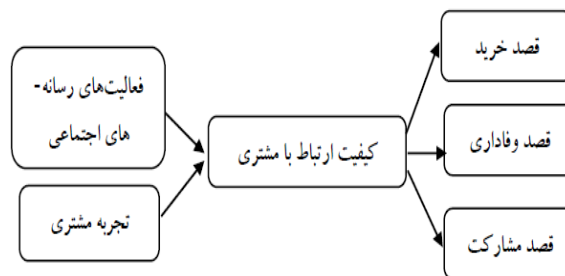 فعالیت‌های رسانه-
های اجتماعی
تجربه مشتری
کیفیت ارتباط با مشتری
قصد خرید
قصد وفاداری
قصد مشارکت